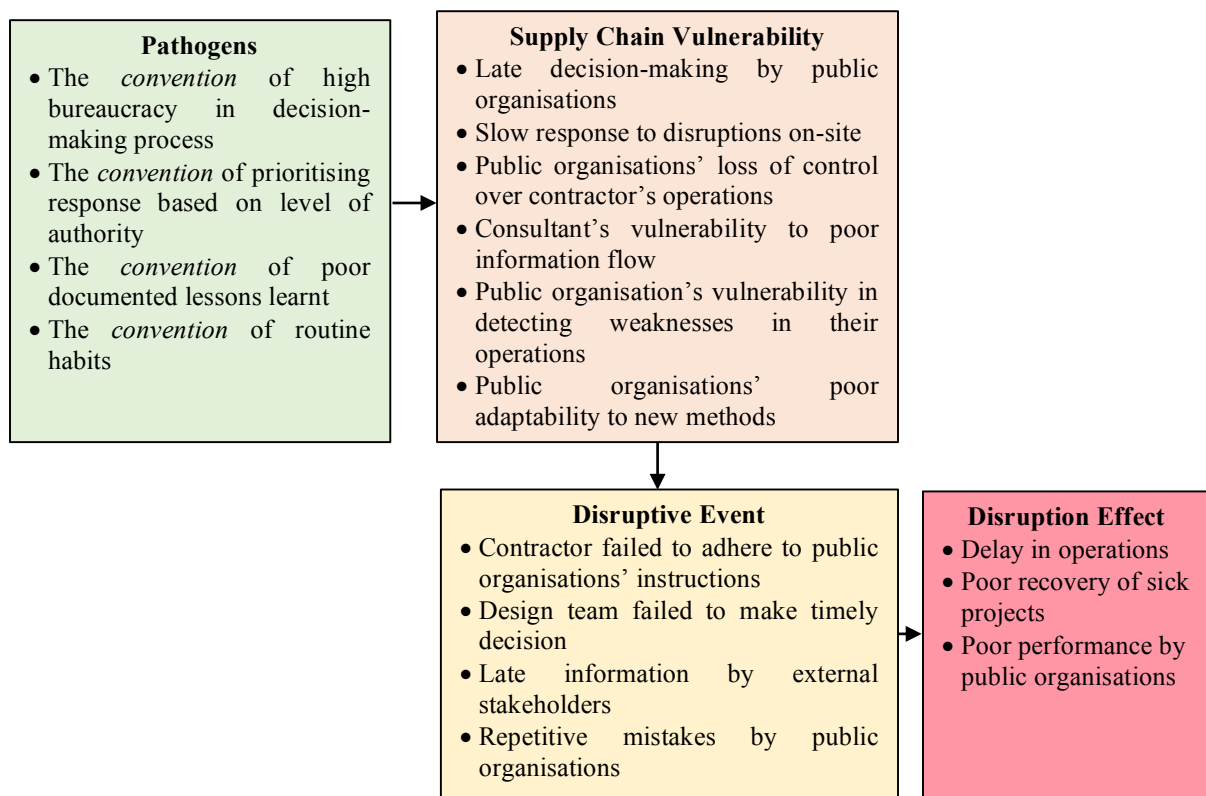 Pathogens
• The convention of high
bureaucracy in decision-
making process
• The convention of prioritising
response based on level of
authority
• The convention of poor
documented lessons learnt
• The convention of routine
habits
Supply Chain Vulnerability
• Late decision-making by public
organisations
• Slow response to disruptions on-site
• Public organisations’ loss of control
over contractor’s operations
• Consultant’s vulnerability to poor
information flow
• Public organisation’s vulnerability in
detecting weaknesses in their
operations
• Public organisations’ poor
adaptability to new methods
Disruptive Event
• Contractor failed to adhere to public
organisations’ instructions
• Design team failed to make timely
decision
• Late information by external
stakeholders
• Repetitive mistakes by public
organisations
Disruption Effect
• Delay in operations
• Poor recovery of sick
projects
• Poor performance by
public organisations